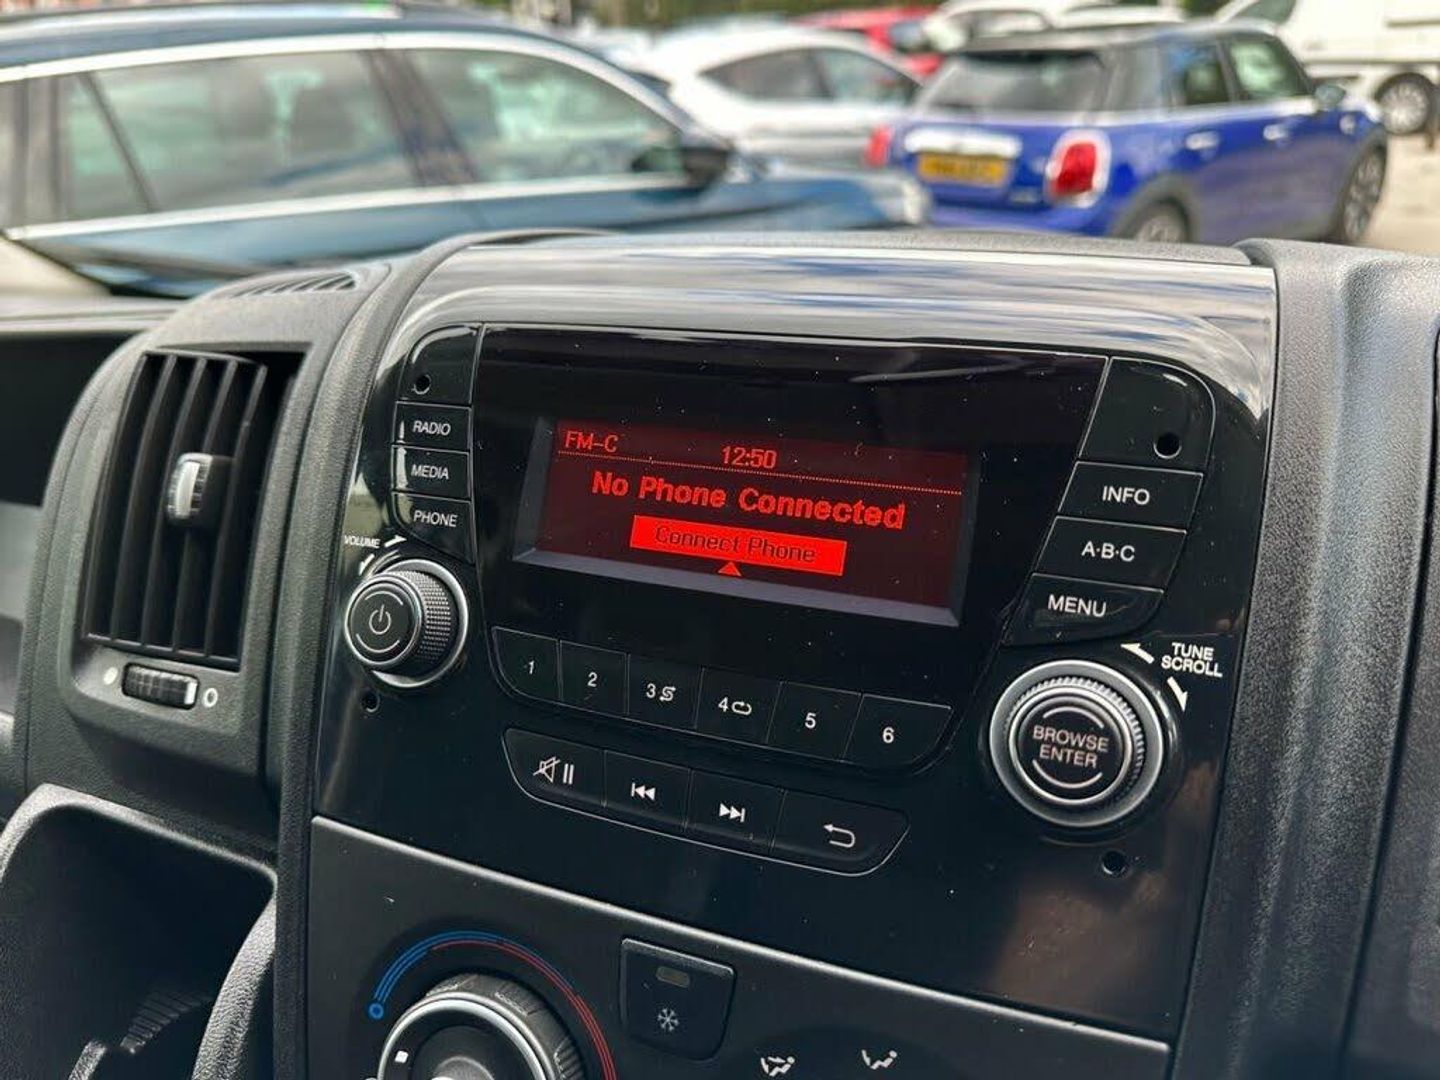 FM-C
12:50
No Phone Connected
Connect Phone
RADIO
MEDIA
PHONE
VOLUME
INFO
A·B·C
MENU
TUNE
SCROLL
BROWSE
ENTER
1
2
3
4
5
6